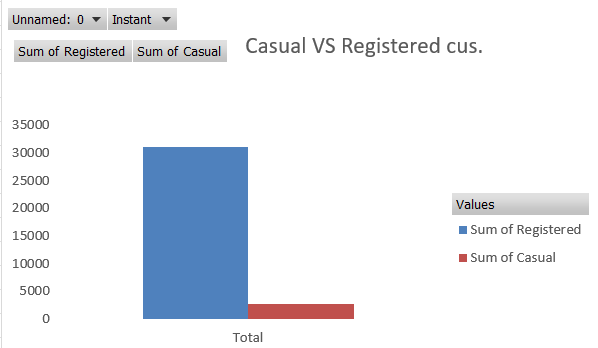 Unnamed: 0 Instant
Sum of Registered Sum of Casual
Casual VS Registered cus.
35000
30000
25000
20000
15000
10000
5000
0
Total
Values
Sum of Registered
Sum of Casual